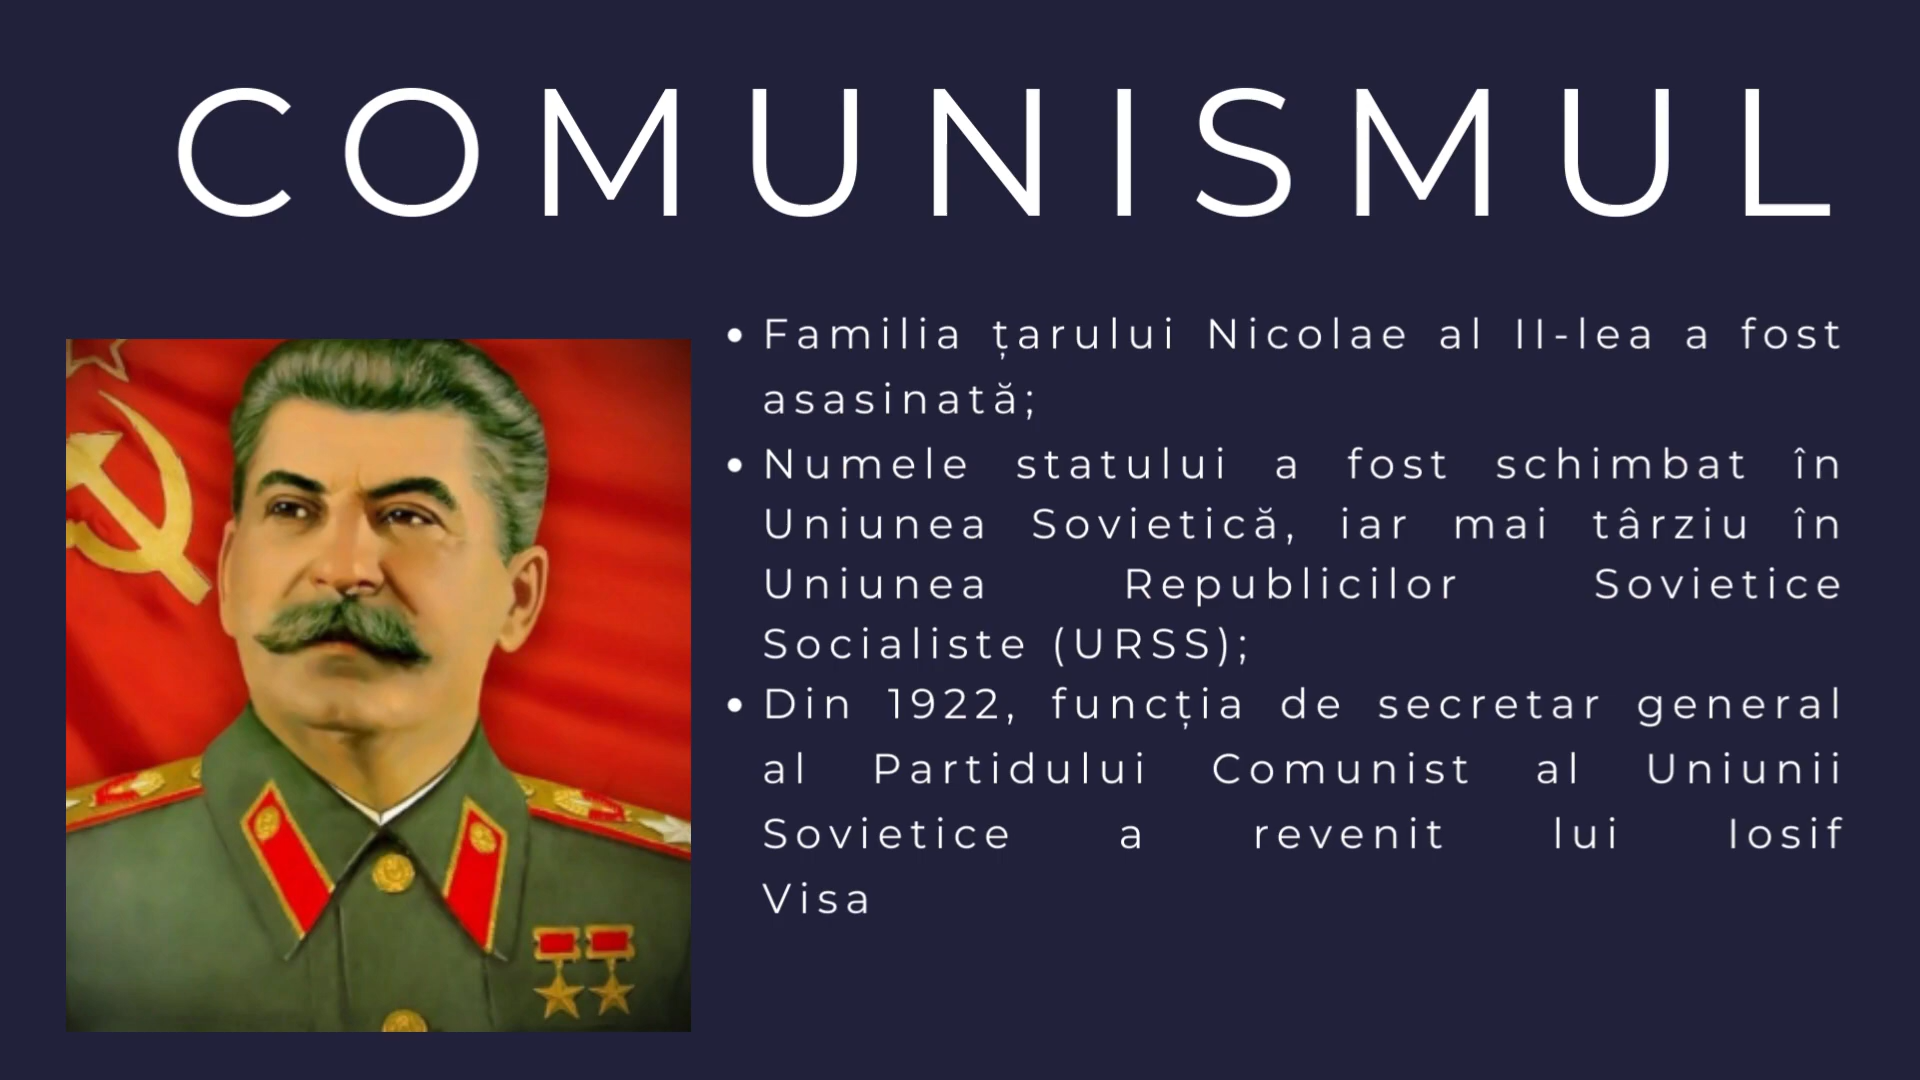 COMUNISMUL
• Familia țarului Nicolae al II-lea a fost
asasinată;
• Numele statului a fost schimbat în
Uniunea Sovietică, iar mai târziu în
Uniunea Republicilor Sovietice
Socialiste (URSS);
• Din 1922, funcția de secretar general
al Partidului Comunist al Uniunii
Sovietice a revenit lui Iosif
Visa